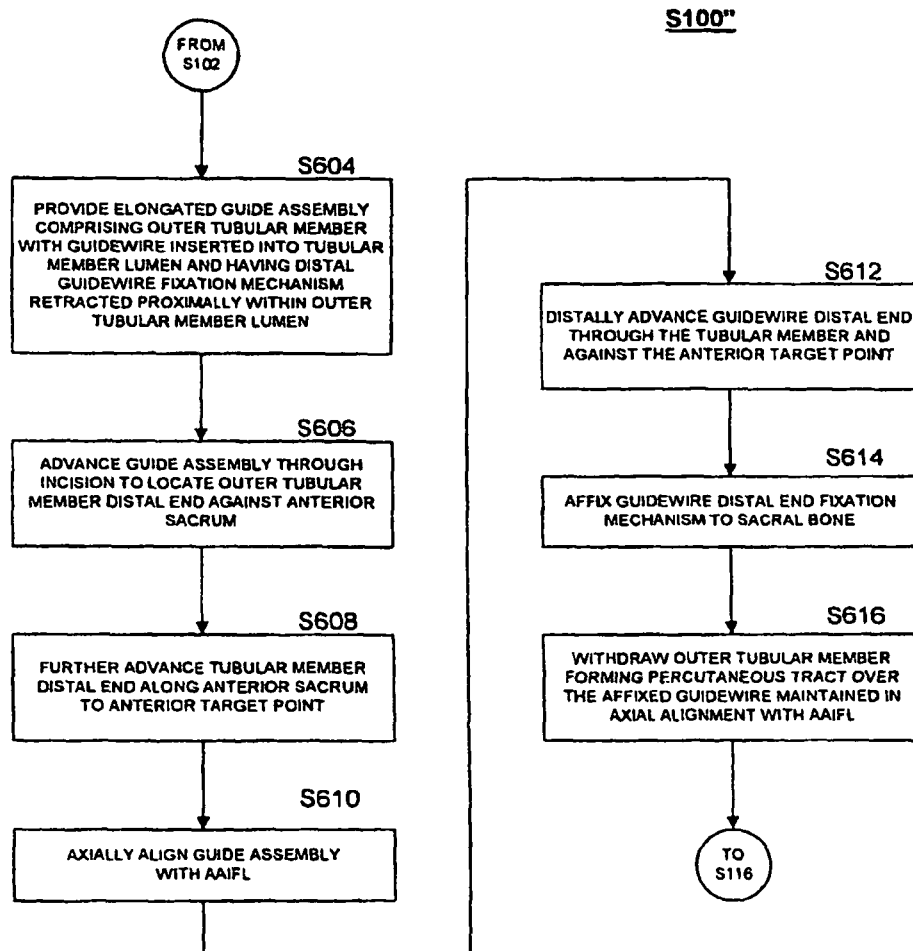 S100"
FROM
S102
S604
PROVIDE ELONGATED GUIDE ASSEMBLY
COMPRISING OUTER TUBULAR MEMBER
WITH GUIDEWIRE INSERTED INTO TUBULAR
MEMBER LUMEN AND HAVING DISTAL
GUIDEWIRE FIXATION MECHANISM
RETRACTED PROXIMALLY WITHIN OUTER
TUBULAR MEMBER LUMEN
S606
ADVANCE GUIDE ASSEMBLY THROUGH
INCISION TO LOCATE OUTER TUBULAR
MEMBER DISTAL END AGAINST ANTERIOR
SACRUM
S608
FURTHER ADVANCE TUBULAR MEMBER
DISTAL END ALONG ANTERIOR SACRUM
TO ANTERIOR TARGET POINT
S610
AXIALLY ALIGN GUIDE ASSEMBLY
WITH AAIFL
S612
DISTALLY ADVANCE GUIDEWIRE DISTAL END
THROUGH THE TUBULAR MEMBER AND
AGAINST THE ANTERIOR TARGET POINT
S614
AFFIX GUIDEWIRE DISTAL END FIXATION
MECHANISM TO SACRAL BONE
S616
WITHDRAW OUTER TUBULAR MEMBER
FORMING PERCUTANEOUS TRACT OVER
THE AFFIXED GUIDEWIRE MAINTAINED IN
AXIAL ALIGNMENT WITH AAIFL
TO
S116